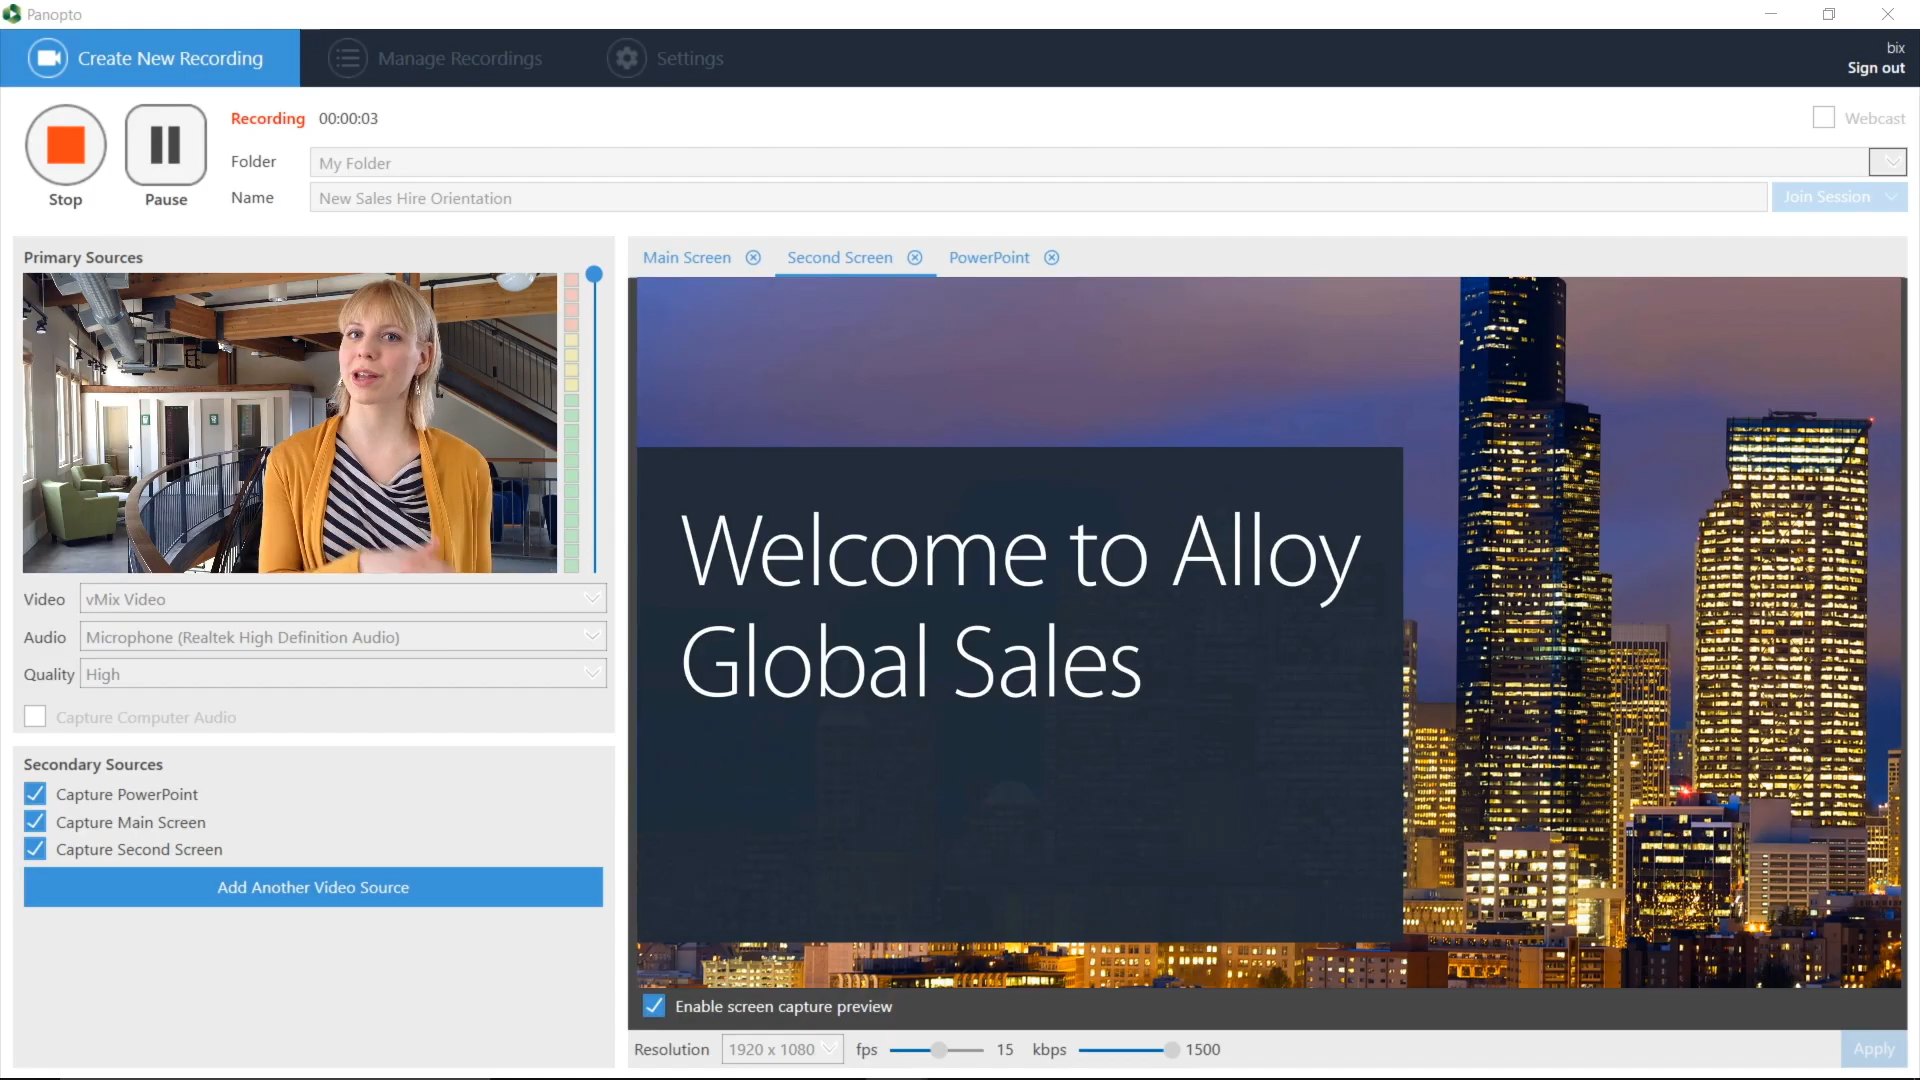 Panopto
Create New Recording
Manage Recordings
Settings
bix
Sign out
Recording 00:00:03
Webcast
Folder My Folder
Name New Sales Hire Orientation
Join Session
Stop
Pause
Primary Sources
Main Screen
Second Screen
PowerPoint
Welcome to Alloy
Global Sales
Video vMix Video
Audio Microphone (Realtek High Definition Audio)
Quality High
Capture Computer Audio
Secondary Sources
Capture PowerPoint
Capture Main Screen
Capture Second Screen
Add Another Video Source
Enable screen capture preview
Resolution 1920 x 1080 fps 15 kbps 1500
Apply